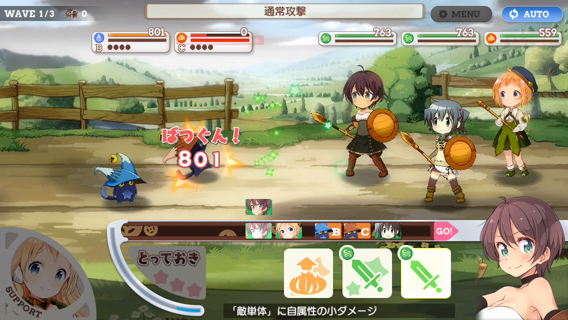 WAVE 1/3 0
通常攻撃
MENU
AUTO
801
B
0
C
763
763
559
ばつぐん!
801
B
C
GO!
SUPPORT
とっておき
「敵単体」に自属性の小ダメージ